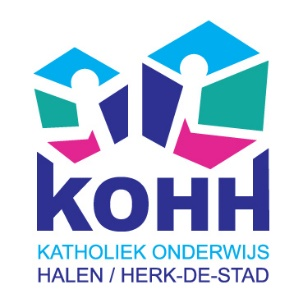 KOHH
KATHOLIEK ONDERWIJS
HALEN / HERK-DE-STAD